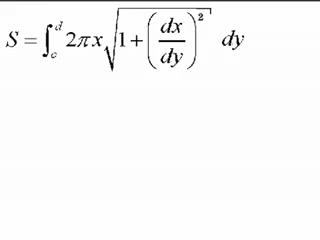 S = ∫_c^d 2πx √(1 + (dx/dy)²) dy